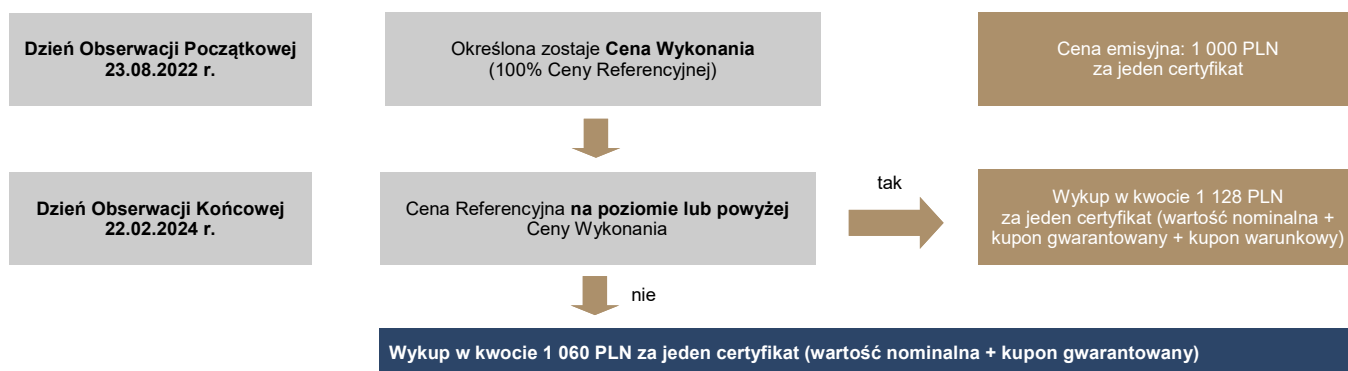 Dzień Obserwacji Początkowej
23.08.2022 r.
Określona zostaje Cena Wykonania
(100% Ceny Referencyjnej)
Cena emisyjna: 1 000 PLN
za jeden certyfikat
Dzień Obserwacji Końcowej
22.02.2024 r.
Cena Referencyjna na poziomie lub powyżej
Ceny Wykonania
tak
Wykup w kwocie 1 128 PLN
za jeden certyfikat (wartość nominalna +
kupon gwarantowany + kupon warunkowy)
nie
Wykup w kwocie 1 060 PLN za jeden certyfikat (wartość nominalna + kupon gwarantowany)